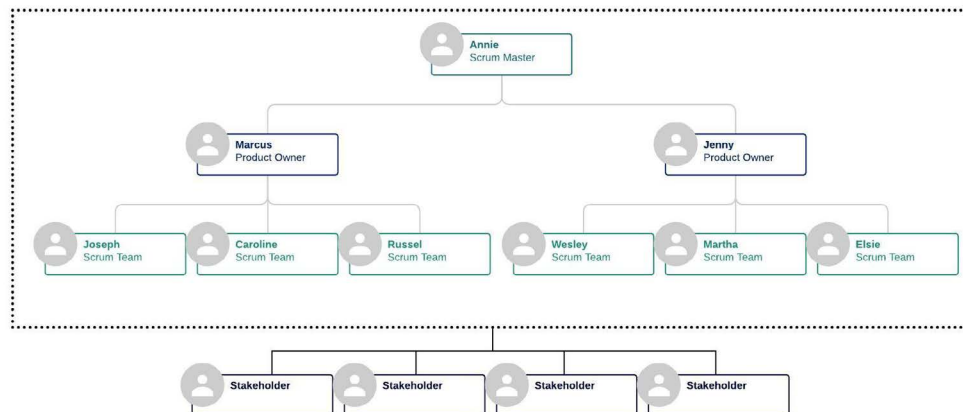 Annie
Scrum Master
Marcus
Product Owner
Jenny
Product Owner
Joseph
Scrum Team
Caroline
Scrum Team
Russel
Scrum Team
Wesley
Scrum Team
Martha
Scrum Team
Elsie
Scrum Team
Stakeholder
Stakeholder
Stakeholder
Stakeholder